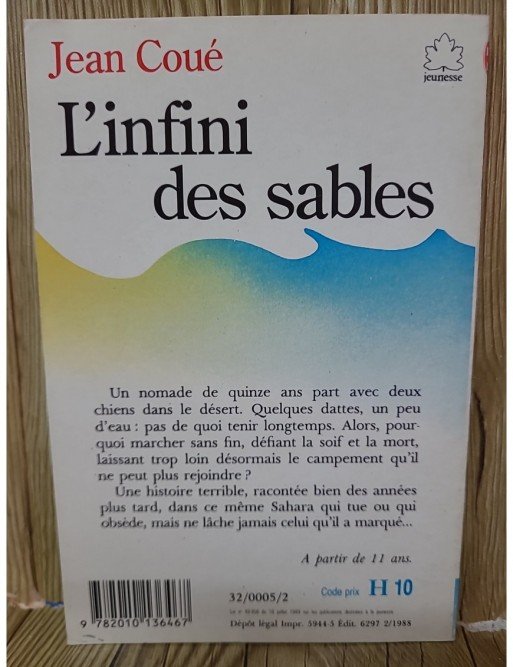 Jean Coué
jeunesse
L'infini
des sables
Un nomade de quinze ans part avec deux
chiens dans le désert. Quelques dattes, un peu
d'eau : pas de quoi tenir longtemps. Alors, pour-
quoi marcher sans fin, défiant la soif et la mort,
laissant trop loin désormais le campement qu'il
ne peut plus rejoindre ?
Une histoire terrible, racontée bien des années
plus tard, dans ce même Sahara qui tue ou qui
obsède, mais ne lâche jamais celui qu'il a marqué...
A partir de 11 ans.
32/0005/2
Code prix H 10
Dépôt légal Impr. 5944-5 Édit. 6297 2/1988
9 782010 136467